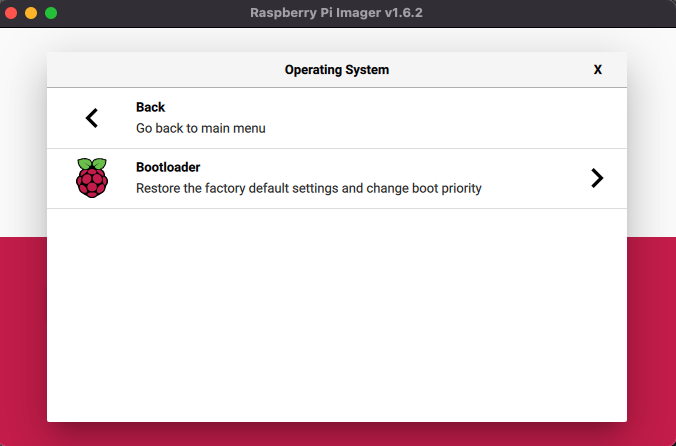 Raspberry Pi Imager v1.6.2
Operating System
X
Back
Go back to main menu
Bootloader
Restore the factory default settings and change boot priority